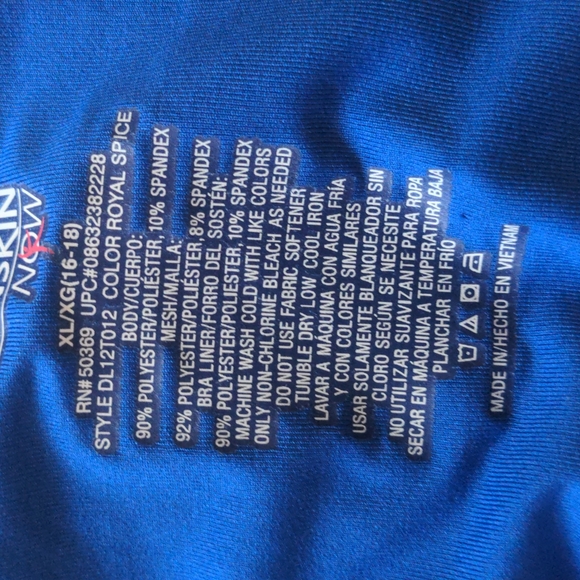 SKIN
NOW
XL/XG(16-18)
RN#50369 UPC#08632382228
STYLE DL12T012 COLOR ROYAL SPICE
BODY/CUERPO:
90% POLYESTER/POLIÉSTER, 10% SPANDEX
MESH/MALLA:
92% POLYESTER/POLIÉSTER, 8% SPANDEX
BRA LINER/FORRO DEL SOSTÉN:
90% POLYESTER/POLIÉSTER, 10% SPANDEX
MACHINE WASH COLD WITH LIKE COLORS
ONLY NON-CHLORINE BLEACH AS NEEDED
DO NOT USE FABRIC SOFTENER
TUMBLE DRY LOW COOL IRON
LAVAR A MÁQUINA CON AGUA FRÍA
Y CON COLORES SIMILARES
USAR SOLAMENTE BLANQUEADOR SIN
CLORO SEGÚN SE NECESITE
NO UTILIZAR SUAVIZANTE PARA ROPA
SECAR EN MÁQUINA A TEMPERATURA BAJA
PLANCHAR EN FRÍO
MADE IN/HECHO EN VIETNAM